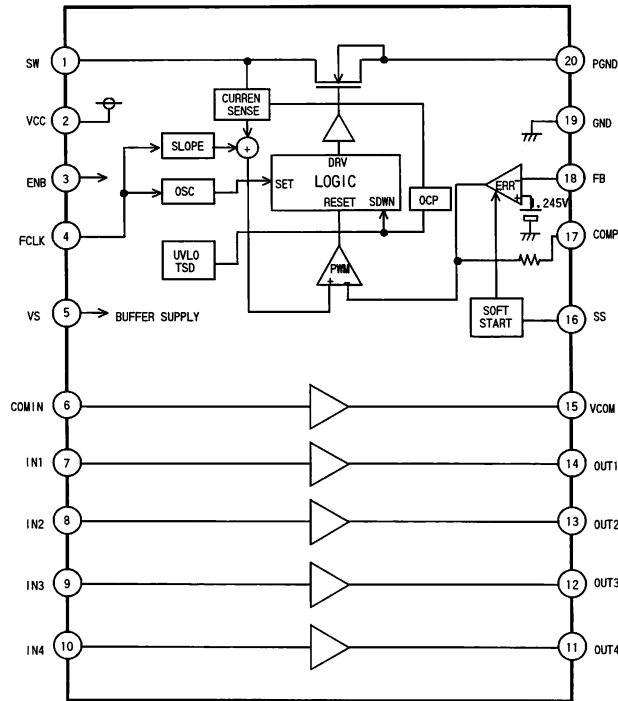 SW 1
VCC 2
ENB 3
FCLK 4
VS 5
BUFFER SUPPLY
COMIN 6
IN1 7
IN2 8
IN3 9
IN4 10
CURREN
SENSE
SLOPE
+
OSC
DRV
LOGIC
SET
RESET
SDWN
OCP
UVLO
TSD
PWM
+ -
ERR -
+
.245V
SOFT
START
20 PGND
19 GND
18 FB
17 COMP
16 SS
15 VCOM
14 OUT1
13 OUT2
12 OUT3
11 OUT4